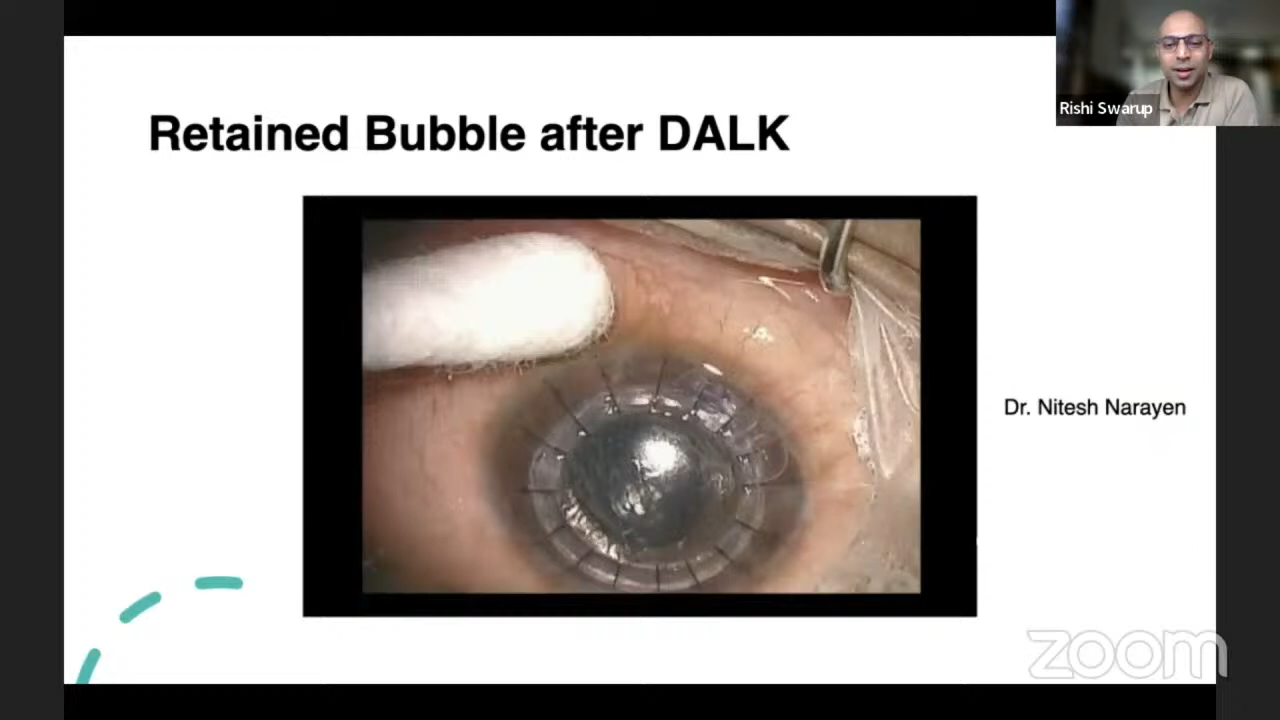 Rishi Swarup
Retained Bubble after DALK
Dr. Nitesh Narayen
zoom